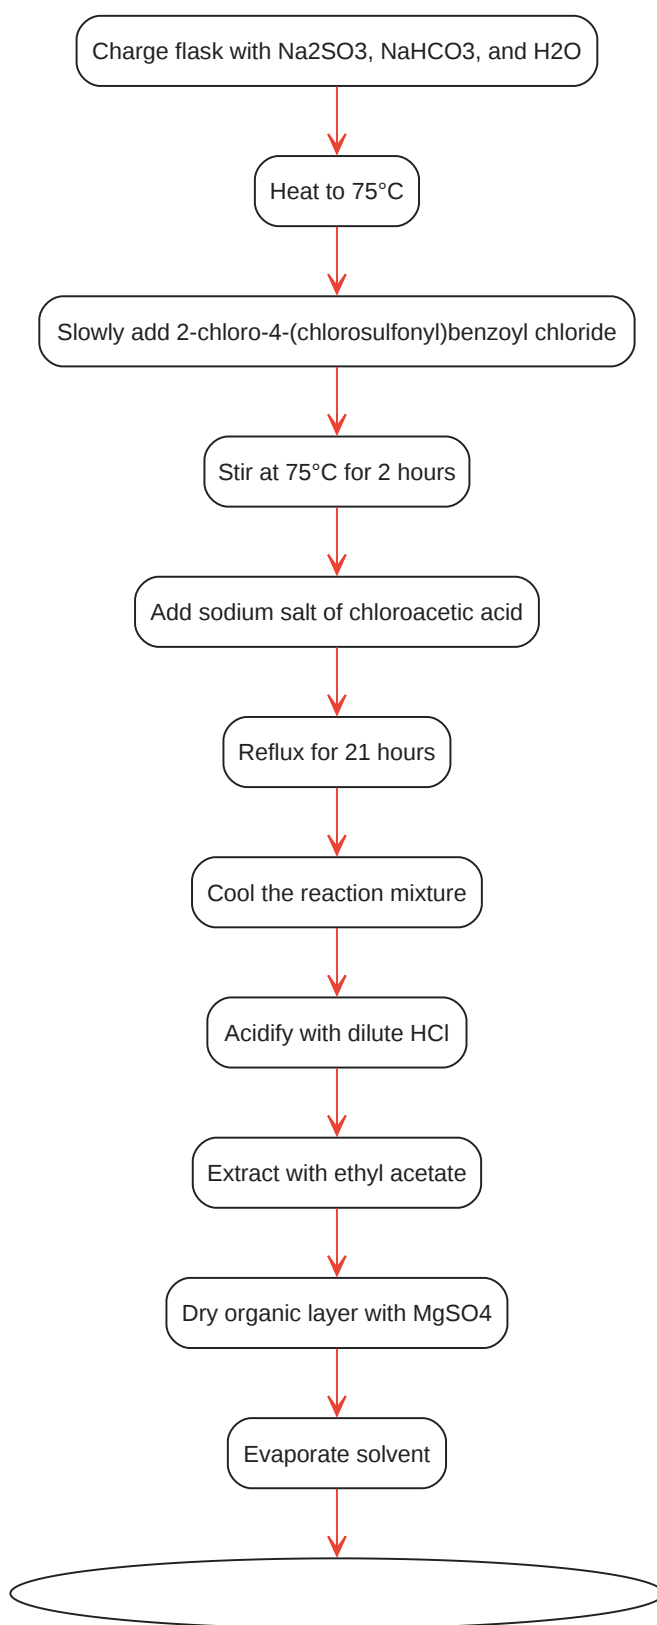 Charge flask with Na2SO3, NaHCO3, and H2O
Heat to 75°C
Slowly add 2-chloro-4-(chlorosulfonyl)benzoyl chloride
Stir at 75°C for 2 hours
Add sodium salt of chloroacetic acid
Reflux for 21 hours
Cool the reaction mixture
Acidify with dilute HCl
Extract with ethyl acetate
Dry organic layer with MgSO4
Evaporate solvent